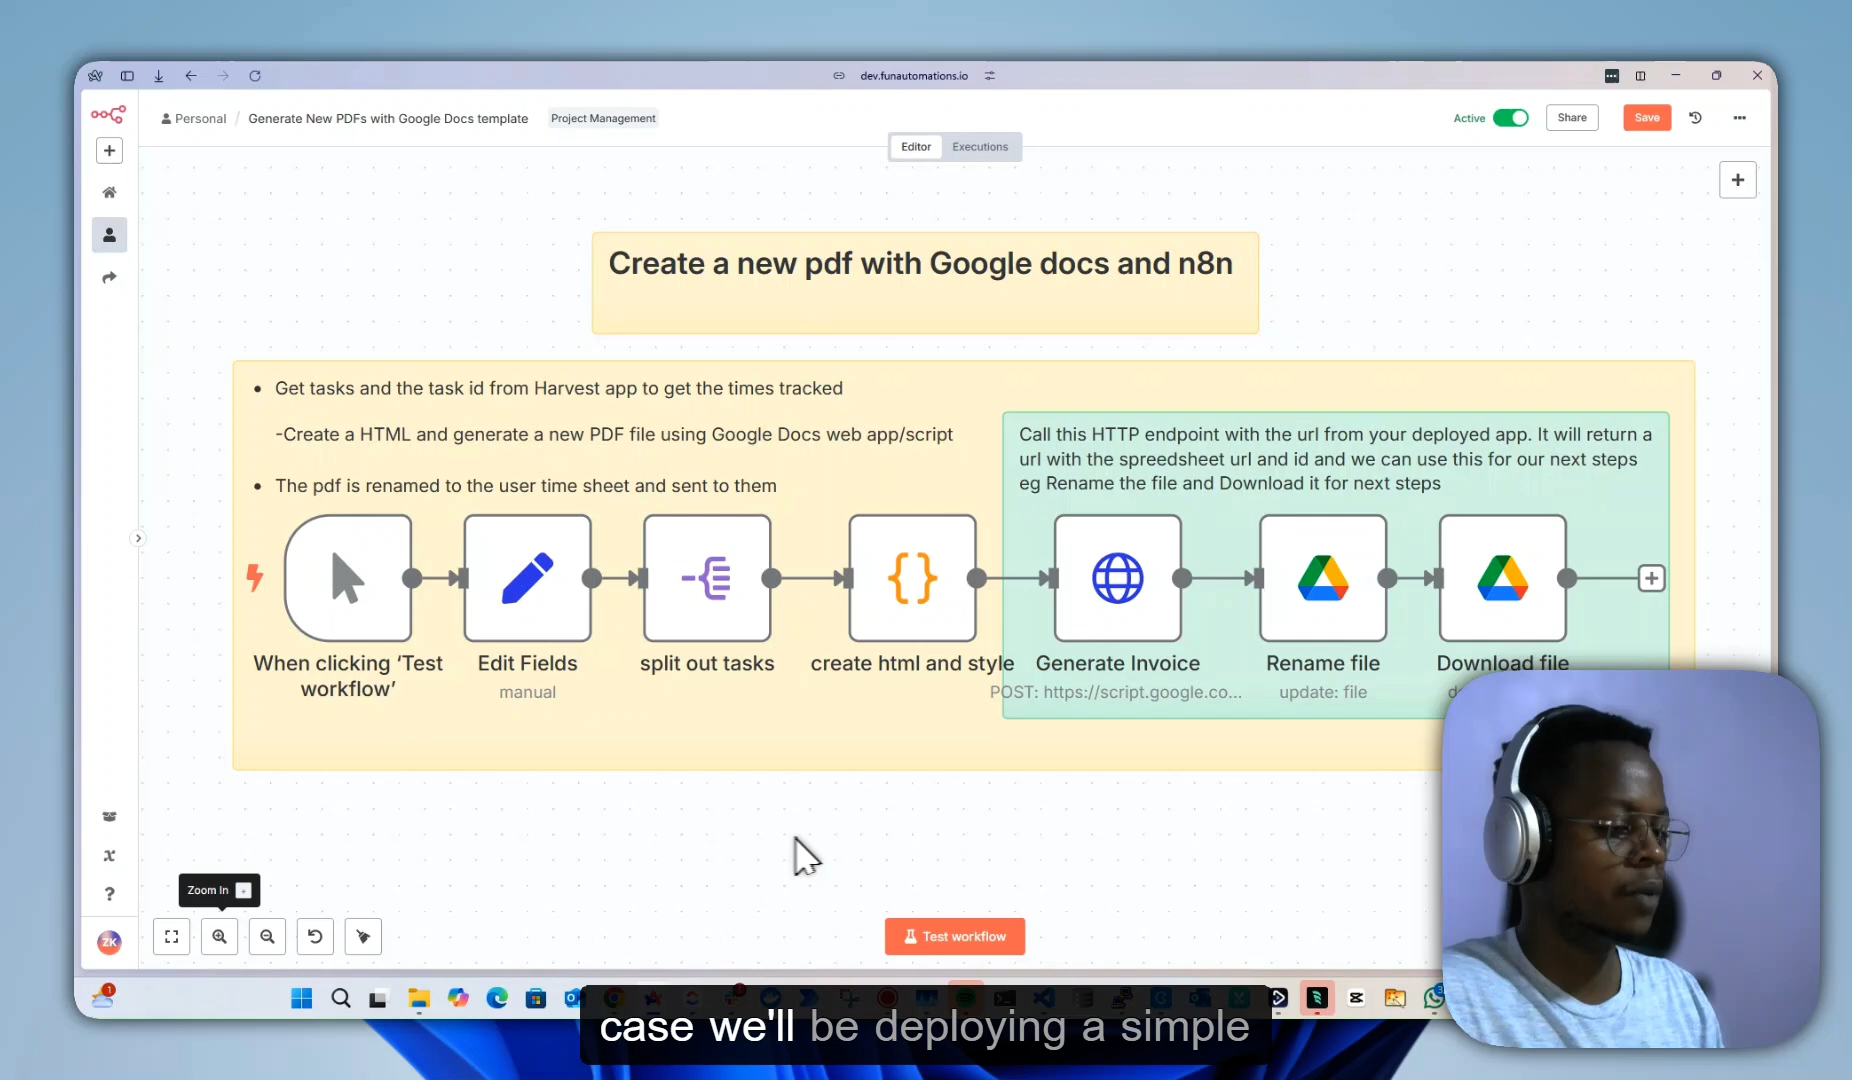 dev.funautomations.io
Personal / Generate New PDFs with Google Docs template Project Management
Active Share Save
Editor Executions
Create a new pdf with Google docs and n8n
• Get tasks and the task id from Harvest app to get the times tracked
-Create a HTML and generate a new PDF file using Google Docs web app/script
• The pdf is renamed to the user time sheet and sent to them
Call this HTTP endpoint with the url from your deployed app. It will return a
url with the spreedsheet url and id and we can use this for our next steps
eg Rename the file and Download it for next steps
When clicking ‘Test
workflow’
Edit Fields
manual
split out tasks
create html and style
Generate Invoice
POST: https://script.google.co...
Rename file
update: file
Download file
Zoom In +
ZK
Test workflow
1
case we'll be deploying a simple